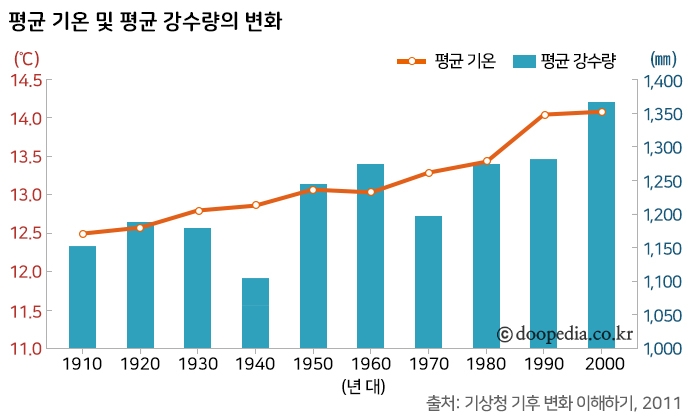 평균 기온 및 평균 강수량의 변화
(℃)
평균 기온
평균 강수량
(㎜)
14.5
14.0
13.5
13.0
12.5
12.0
11.5
11.0
1,400
1,350
1,300
1,250
1,200
1,150
1,100
1,050
1,000
ⓒ doopedia.co.kr
1910 1920 1930 1940 1950 1960 1970 1980 1990 2000
(년 대)
출처: 기상청 기후 변화 이해하기, 2011